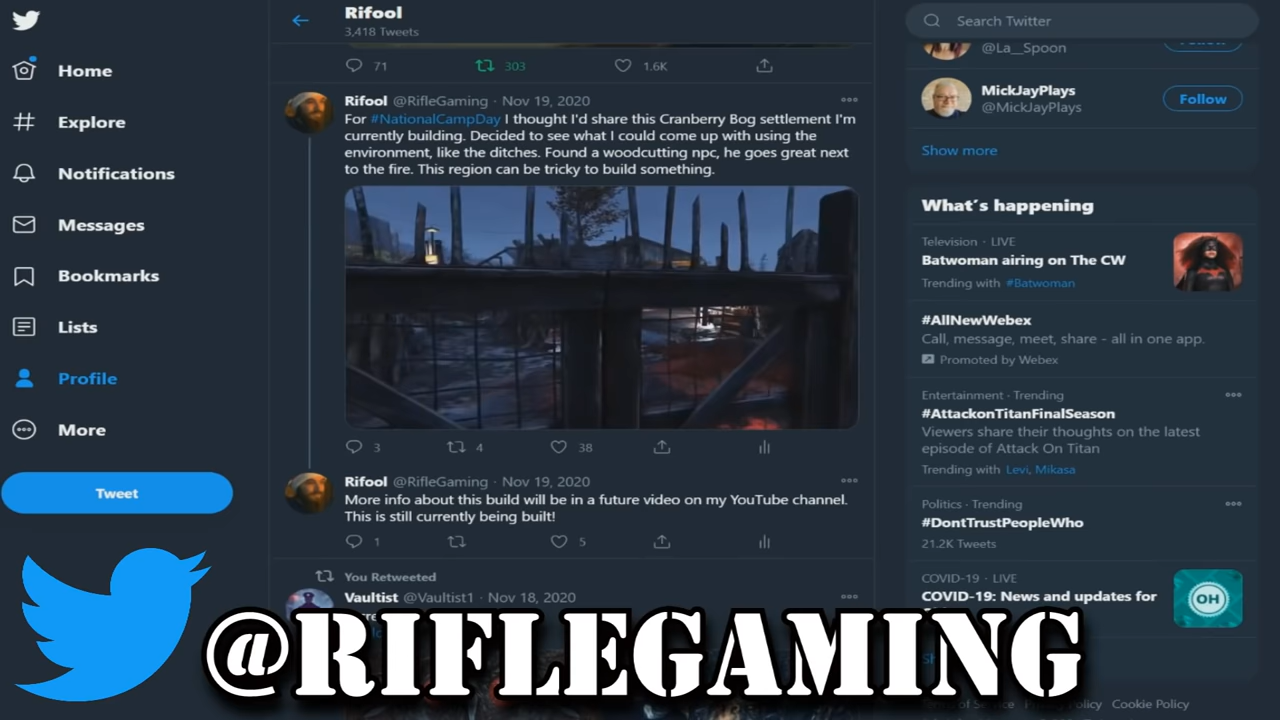 Home
Explore
Notifications
Messages
Bookmarks
Lists
Profile
More
Tweet
Rifool
3,418 Tweets
71 303 1.6K
Rifool @RifleGaming · Nov 19, 2020
For #NationalCampDay I thought I'd share this Cranberry Bog settlement I'm
currently building. Decided to see what I could come up with using the
environment, like the ditches. Found a woodcutting npc, he goes great next
to the fire. This region can be tricky to build something.
3 4 38
Rifool @RifleGaming · Nov 19, 2020
More info about this build will be in a future video on my YouTube channel.
This is still currently being built!
1 5
You Retweeted
Vaultist @Vaultist1 · Nov 18, 2020
Search Twitter
@La__Spoon
MickJayPlays
@MickJayPlays
Follow
Show more
What's happening
Television · LIVE
Batwoman airing on The CW
Trending with #Batwoman
#AllNewWebex
Call, message, meet, share - all in one app.
Promoted by Webex
Entertainment · Trending
#AttackonTitanFinalSeason
Viewers share their thoughts on the latest
episode of Attack On Titan
Trending with Levi, Mikasa
Politics · Trending
#DontTrustPeopleWho
21.2K Tweets
COVID-19 · LIVE
COVID-19: News and updates for
OH
Cookie Policy
@RIFLEGAMING